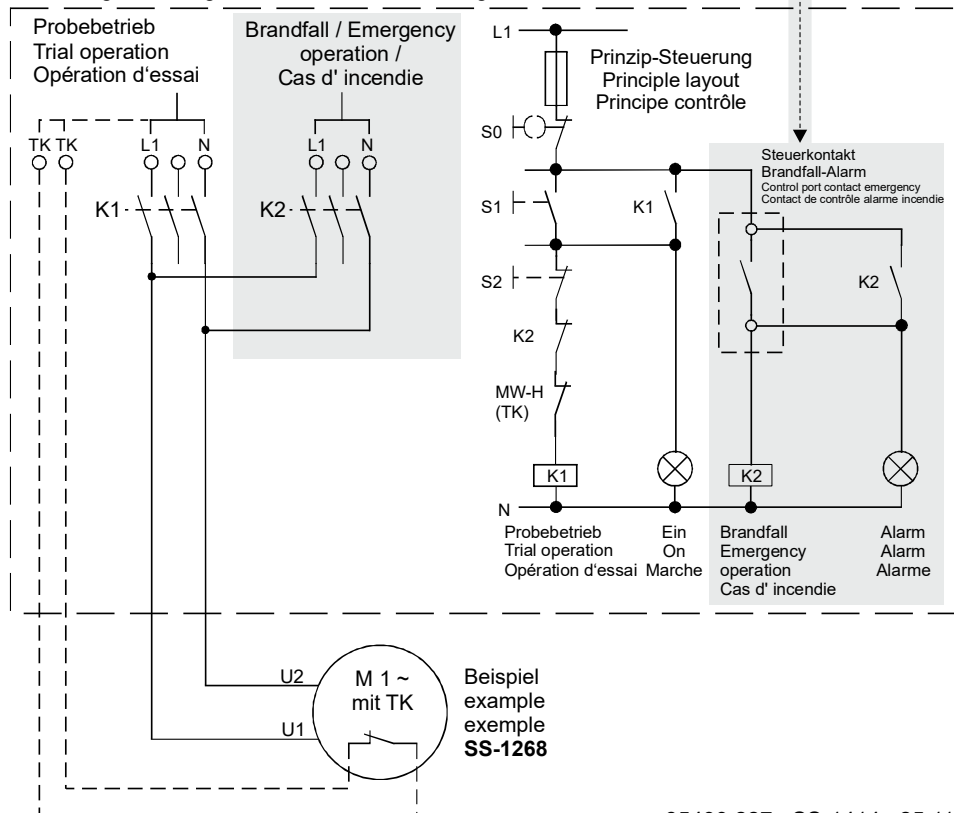 Probebetrieb
Trial operation
Opération d'essai
Brandfall / Emergency
operation /
Cas d' incendie
TK TK L1 N
L1 N
K1
K2
L1
Prinzip-Steuerung
Principle layout
Principe contrôle
S0
S1
K1
S2
K2
MW-H
(TK)
K1
N
Steuerkontakt
Brandfall-Alarm
Control port contact emergency
Contact de contrôle alarme incendie
K2
K2
Probebetrieb
Trial operation
Opération d'essai
Ein
On
Marche
Brandfall
Emergency
operation
Cas d' incendie
Alarm
Alarm
Alarme
U2
U1
M 1 ~
mit TK
Beispiel
example
exemple
SS-1268